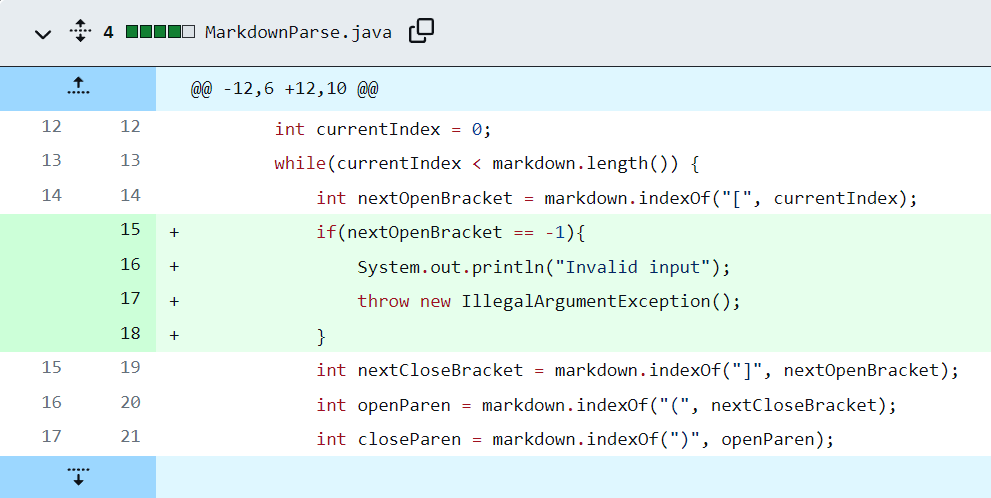 4 MarkdownParse.java
@@ -12,6 +12,10 @@
12 12 int currentIndex = 0;
13 13 while(currentIndex < markdown.length()) {
14 14 int nextOpenBracket = markdown.indexOf("[", currentIndex);
15 + if(nextOpenBracket == -1){
16 + System.out.println("Invalid input");
17 + throw new IllegalArgumentException();
18 + }
15 19 int nextCloseBracket = markdown.indexOf("]", nextOpenBracket);
16 20 int openParen = markdown.indexOf("(", nextCloseBracket);
17 21 int closeParen = markdown.indexOf(")", openParen);